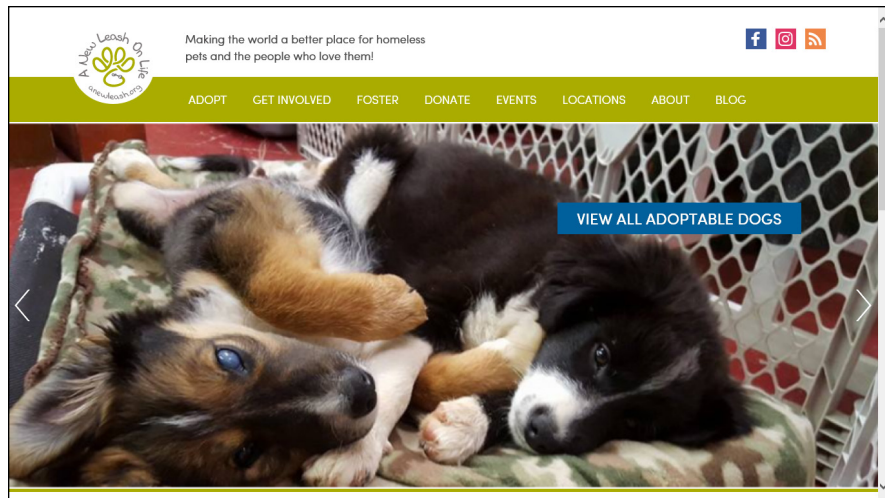 A New Leash On Life
anewleash.org
Making the world a better place for homeless
pets and the people who love them!
f
ADOPT GET INVOLVED FOSTER DONATE EVENTS LOCATIONS ABOUT BLOG
VIEW ALL ADOPTABLE DOGS